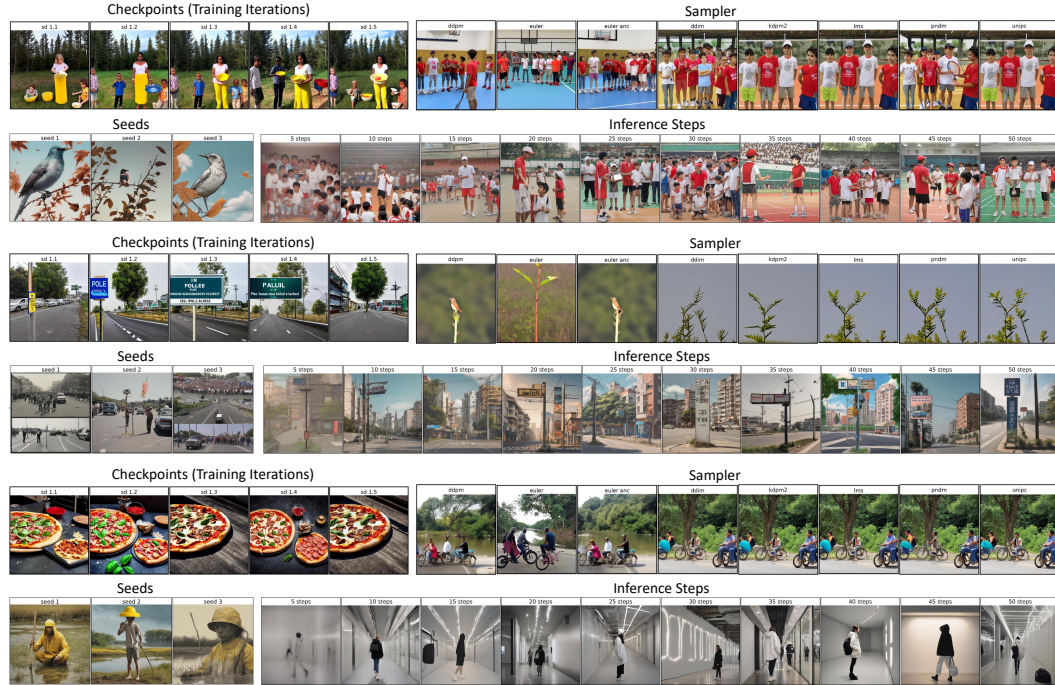 Checkpoints (Training Iterations)
sd 1.1 sd 1.2 sd 1.3 sd 1.4 sd 1.5
Sampler
ddpm euler euler anc ddim kdpm2 lms pndm unipc
Seeds
seed 1 seed 2 seed 3
Inference Steps
5 steps 10 steps 15 steps 20 steps 25 steps 30 steps 35 steps 40 steps 45 steps 50 steps
Checkpoints (Training Iterations)
sd 1.1 sd 1.2 sd 1.3 sd 1.4 sd 1.5
POLE
POLLEE
PALLIL
Sampler
ddpm euler euler anc ddim kdpm2 lms pndm unipc
Seeds
seed 1 seed 2 seed 3
Inference Steps
5 steps 10 steps 15 steps 20 steps 25 steps 30 steps 35 steps 40 steps 45 steps 50 steps
Checkpoints (Training Iterations)
sd 1.1 sd 1.2 sd 1.3 sd 1.4 sd 1.5
Sampler
ddpm euler euler anc ddim kdpm2 lms pndm unipc
Seeds
seed 1 seed 2 seed 3
Inference Steps
5 steps 10 steps 15 steps 20 steps 25 steps 30 steps 35 steps 40 steps 45 steps 50 steps